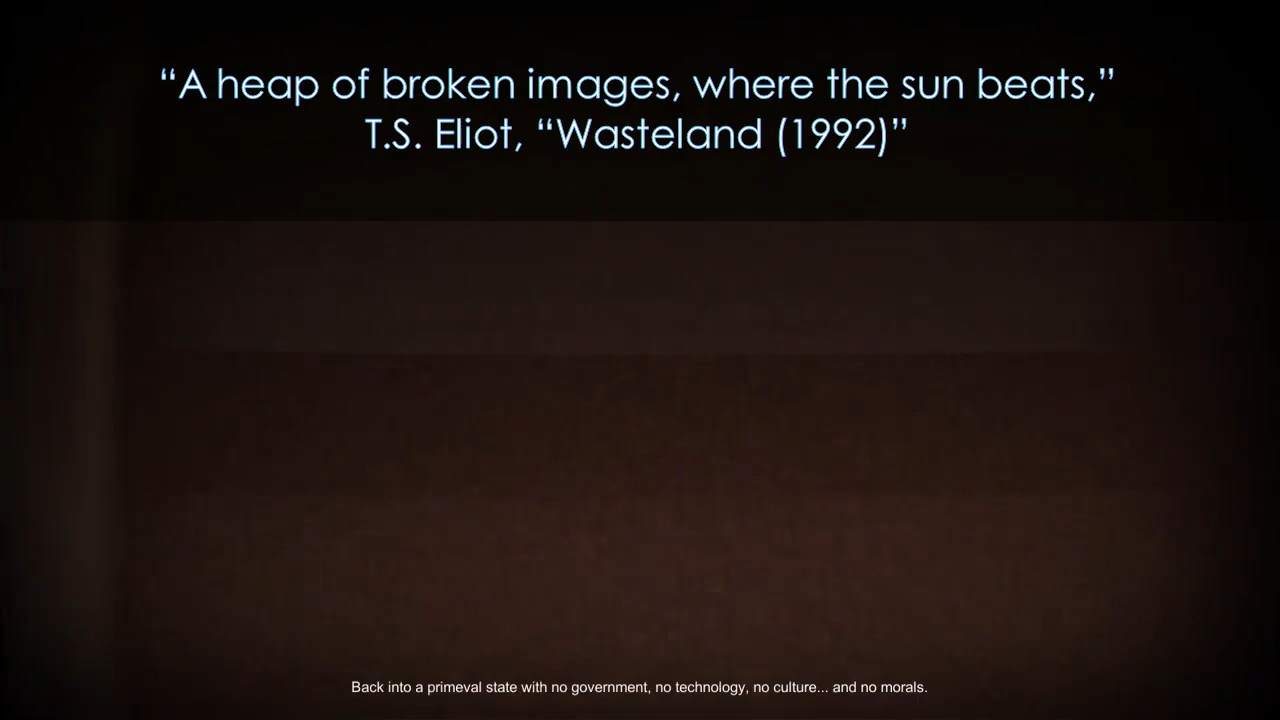 “A heap of broken images, where the sun beats,”
T.S. Eliot, “Wasteland (1992)”
Back into a primeval state with no government, no technology, no culture... and no morals.